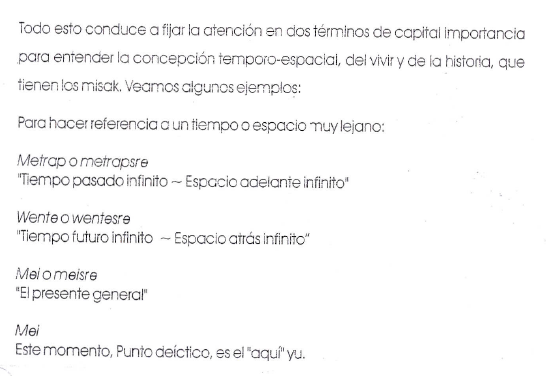 Todo esto conduce a fijar la atención en dos términos de capital importancia
para entender la concepción temporo-espacial, del vivir y de la historia, que
tienen los misak. Veamos algunos ejemplos:
Para hacer referencia a un tiempo o espacio muy lejano:
Metrap o metrapsre
"Tiempo pasado infinito ~ Espacio adelante infinito"
Wente o wentesre
"Tiempo futuro infinito ~ Espacio atrás infinito"
Mei o meisre
"El presente general"
Mei
Este momento, Punto deíctico, es el "aquí" yu.